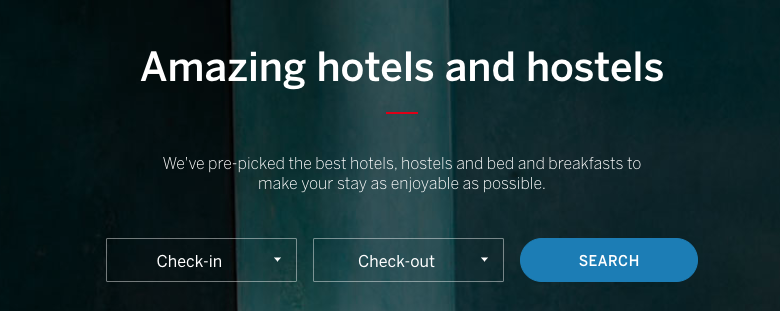 Amazing hotels and hostels
We've pre-picked the best hotels, hostels and bed and breakfasts to
make your stay as enjoyable as possible.
Check-in
Check-out
SEARCH